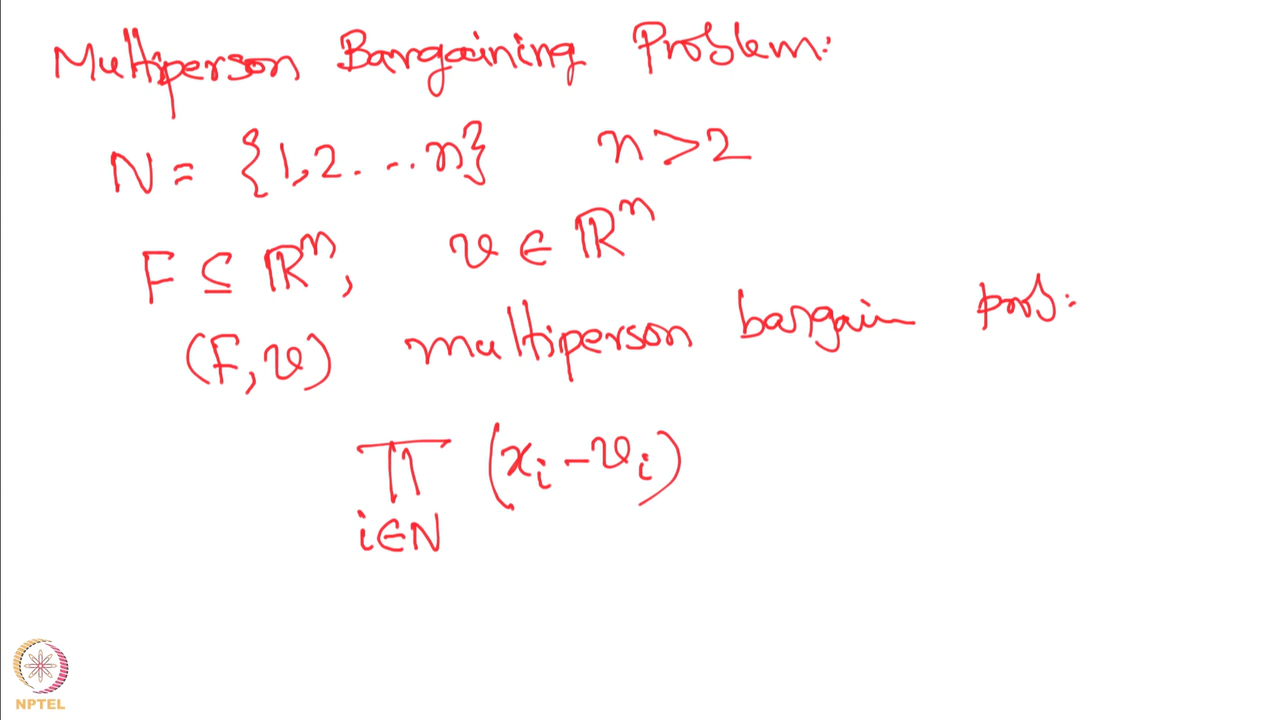 Multiperson Bargaining Problem:
N = {1,2...n}   n > 2
F ⊆ ℝⁿ,   v ∈ ℝⁿ
(F, v) multiperson bargain prob:
∏ (xᵢ - vᵢ)
i∈N
NPTEL